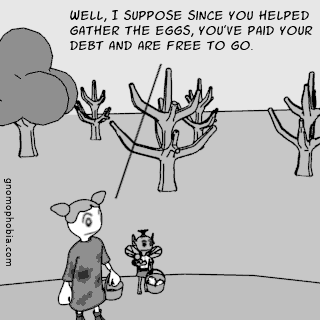 WELL, I SUPPOSE SINCE YOU HELPED
GATHER THE EGGS, YOU'VE PAID YOUR
DEBT AND ARE FREE TO GO.
gnomophobia.com